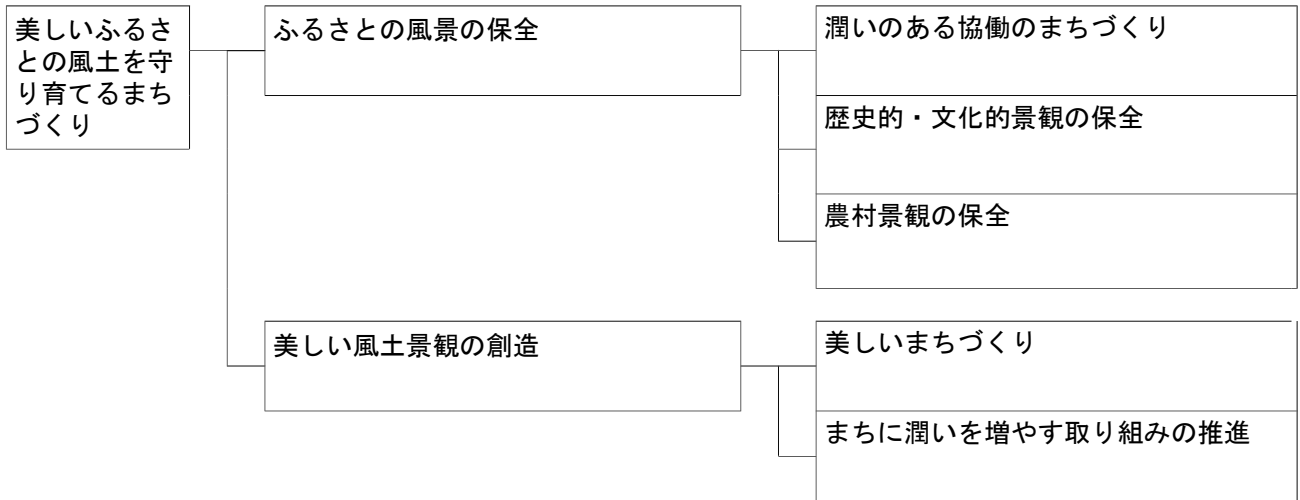 美しいふるさ
との風土を守
り育てるまち
づくり
ふるさとの風景の保全
潤いのある協働のまちづくり
歴史的・文化的景観の保全
農村景観の保全
美しい風土景観の創造
美しいまちづくり
まちに潤いを増やす取り組みの推進